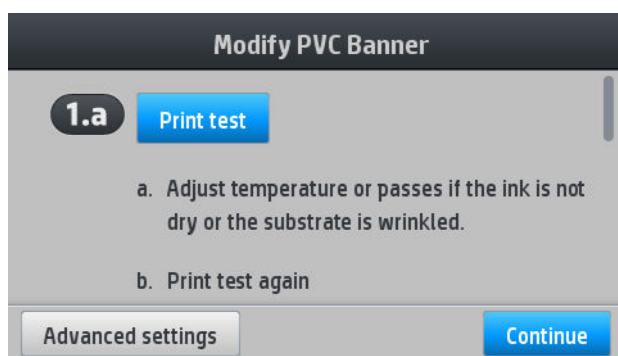 Modify PVC Banner
1.a Print test
a. Adjust temperature or passes if the ink is not
dry or the substrate is wrinkled.
b. Print test again
Advanced settings Continue